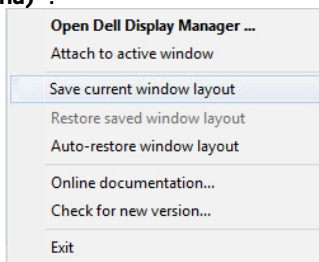 Open Dell Display Manager ...
Attach to active window
Save current window layout
Restore saved window layout
Auto-restore window layout
Online documentation...
Check for new version...
Exit